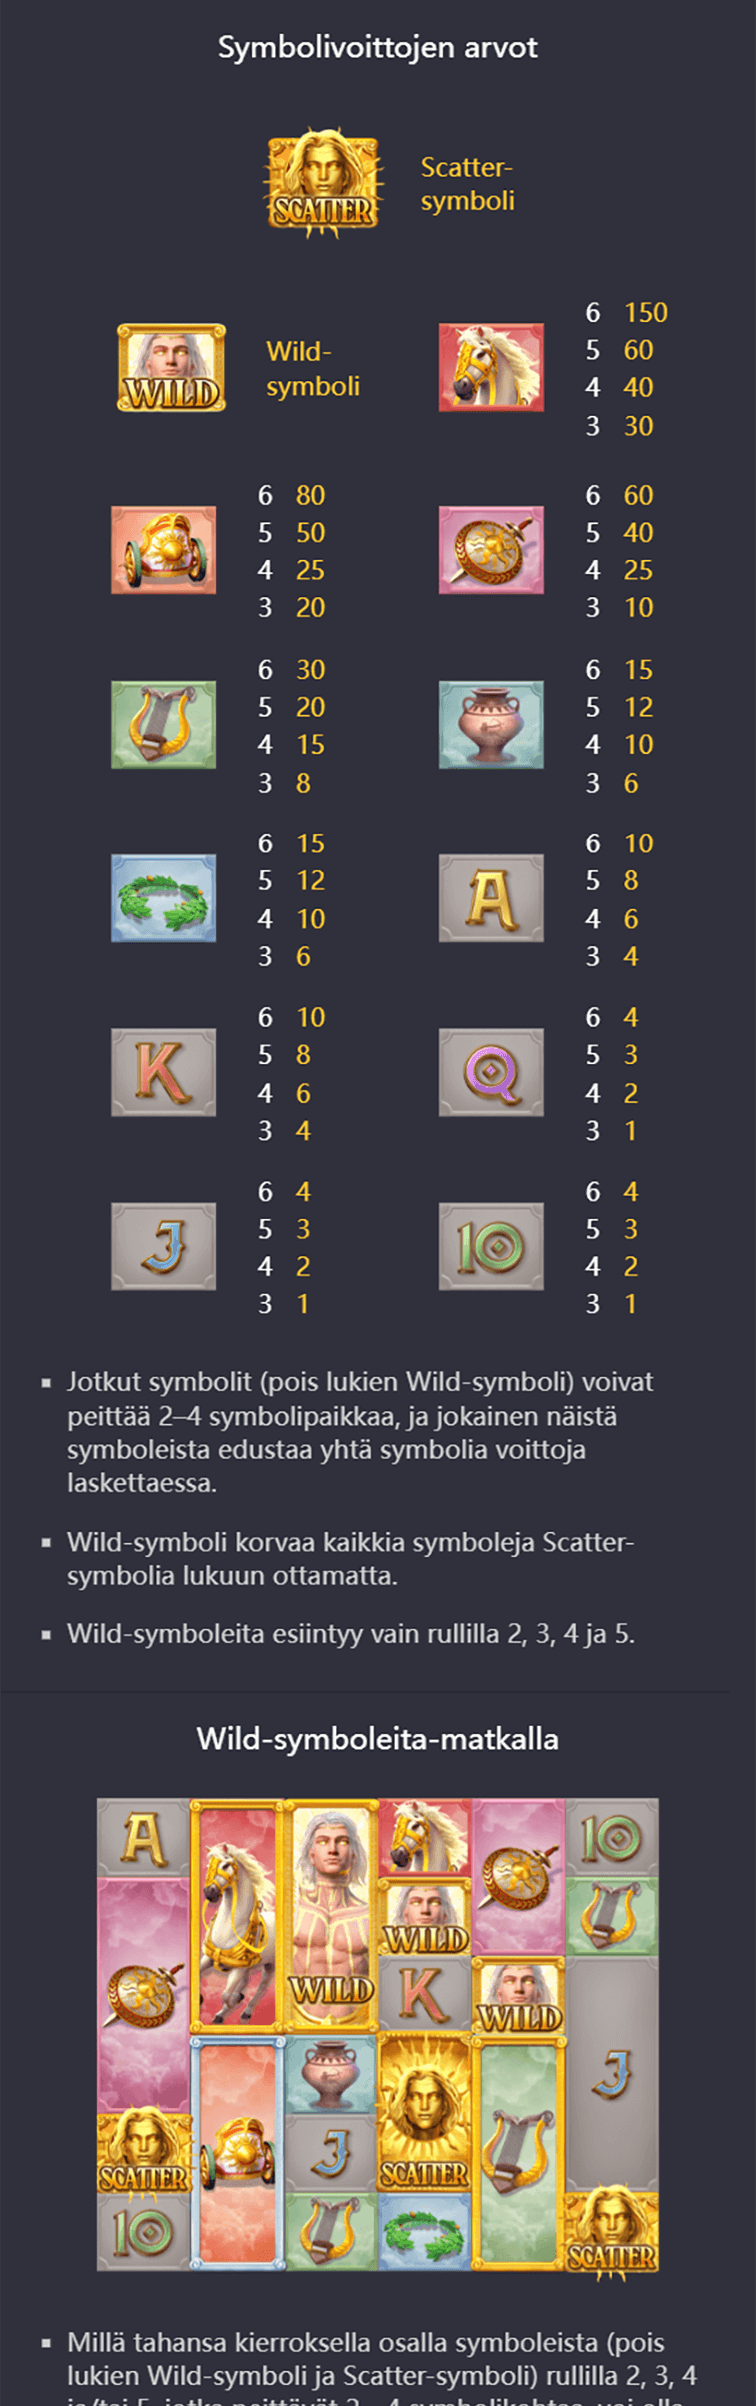 Symbolivoittojen arvot
SCATTER
Scatter-
symboli
WILD
Wild-
symboli
6 150
5 60
4 40
3 30
6 80
5 50
4 25
3 20
6 60
5 40
4 25
3 10
6 30
5 20
4 15
3 8
6 15
5 12
4 10
3 6
6 15
5 12
4 10
3 6
A
6 10
5 8
4 6
3 4
K
6 10
5 8
4 6
3 4
Q
6 4
5 3
4 2
3 1
J
6 4
5 3
4 2
3 1
10
6 4
5 3
4 2
3 1
▪ Jotkut symbolit (pois lukien Wild-symboli) voivat
peittää 2–4 symbolipaikkaa, ja jokainen näistä
symboleista edustaa yhtä symbolia voittoja
laskettaessa.
▪ Wild-symboli korvaa kaikkia symboleja Scatter-
symbolia lukuun ottamatta.
▪ Wild-symboleita esiintyy vain rullilla 2, 3, 4 ja 5.
Wild-symboleita-matkalla
A 10
WILD
WILD K WILD
J
SCATTER J SCATTER
10 SCATTER
▪ Millä tahansa kierroksella osalla symboleista (pois
lukien Wild-symboli ja Scatter-symboli) rullilla 2, 3, 4